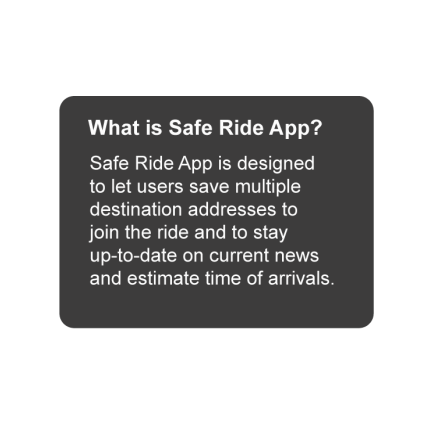 What is Safe Ride App?
Safe Ride App is designed
to let users save multiple
destination addresses to
join the ride and to stay
up-to-date on current news
and estimate time of arrivals.